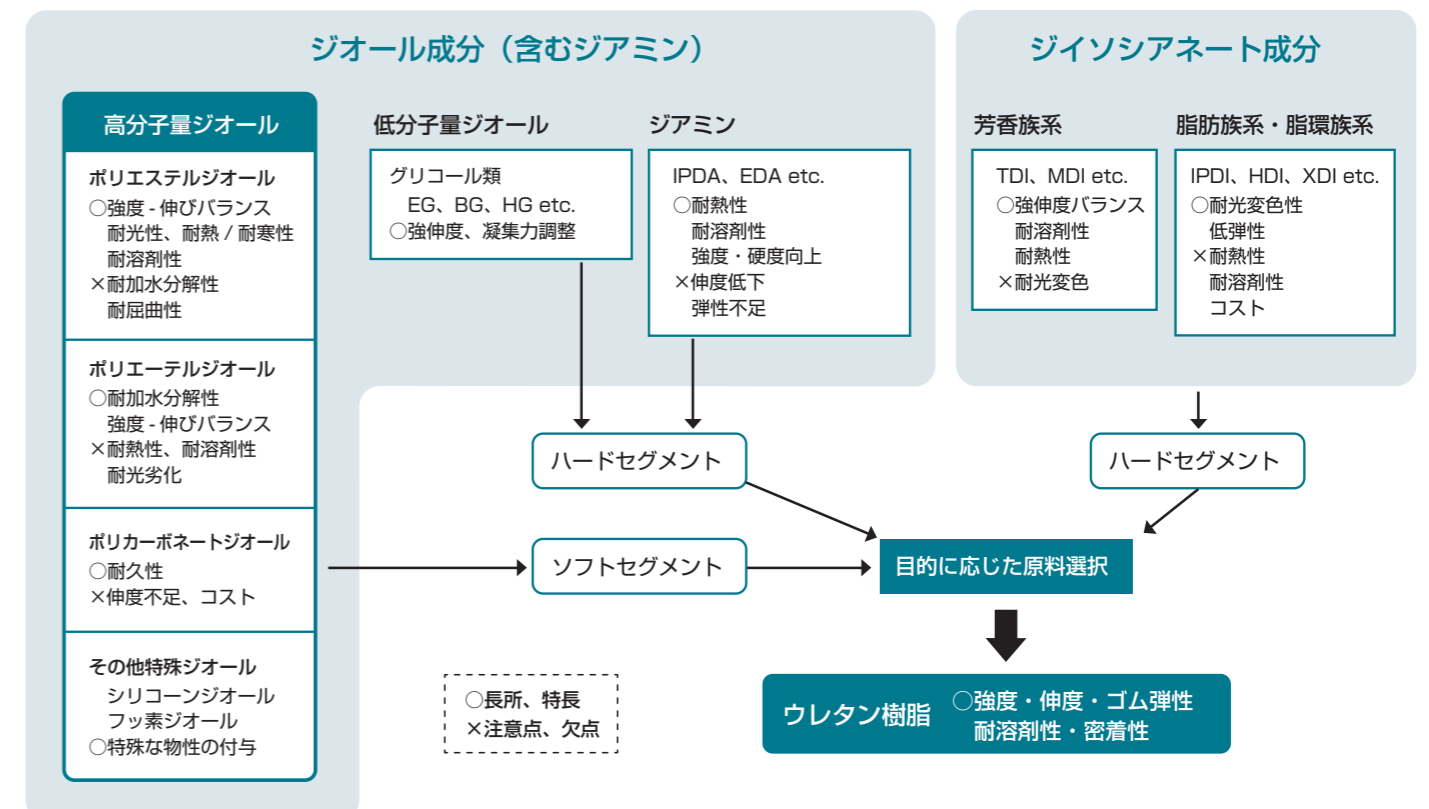 ジオール成分（含むジアミン）
高分子量ジオール
ポリエステルジオール
○強度 - 伸びバランス
耐光性、耐熱 / 耐寒性
耐溶剤性
×耐加水分解性
耐屈曲性
ポリエーテルジオール
○耐加水分解性
強度 - 伸びバランス
×耐熱性、耐溶剤性
耐光劣化
ポリカーボネートジオール
○耐久性
×伸度不足、コスト
その他特殊ジオール
シリコーンジオール
フッ素ジオール
○特殊な物性の付与
低分子量ジオール
グリコール類
EG、BG、HG etc.
○強伸度、凝集力調整
ジアミン
IPDA、EDA etc.
○耐熱性
耐溶剤性
強度・硬度向上
×伸度低下
弾性不足
ジイソシアネート成分
芳香族系
TDI、MDI etc.
○強伸度バランス
耐溶剤性
耐熱性
×耐光変色
脂肪族系・脂環族系
IPDI、HDI、XDI etc.
○耐光変色性
低弾性
×耐熱性
耐溶剤性
コスト
ハードセグメント
ハードセグメント
ソフトセグメント
目的に応じた原料選択
○長所、特長
×注意点、欠点
ウレタン樹脂
○強度・伸度・ゴム弾性
耐溶剤性・密着性